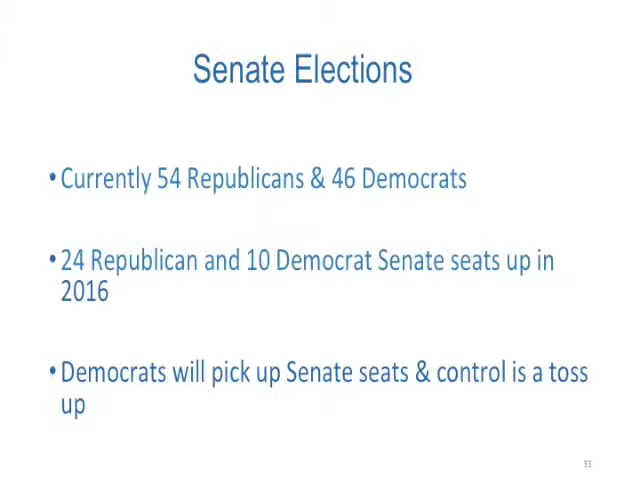 Senate Elections
•Currently 54 Republicans & 46 Democrats
•24 Republican and 10 Democrat Senate seats up in
2016
•Democrats will pick up Senate seats & control is a toss
up
33